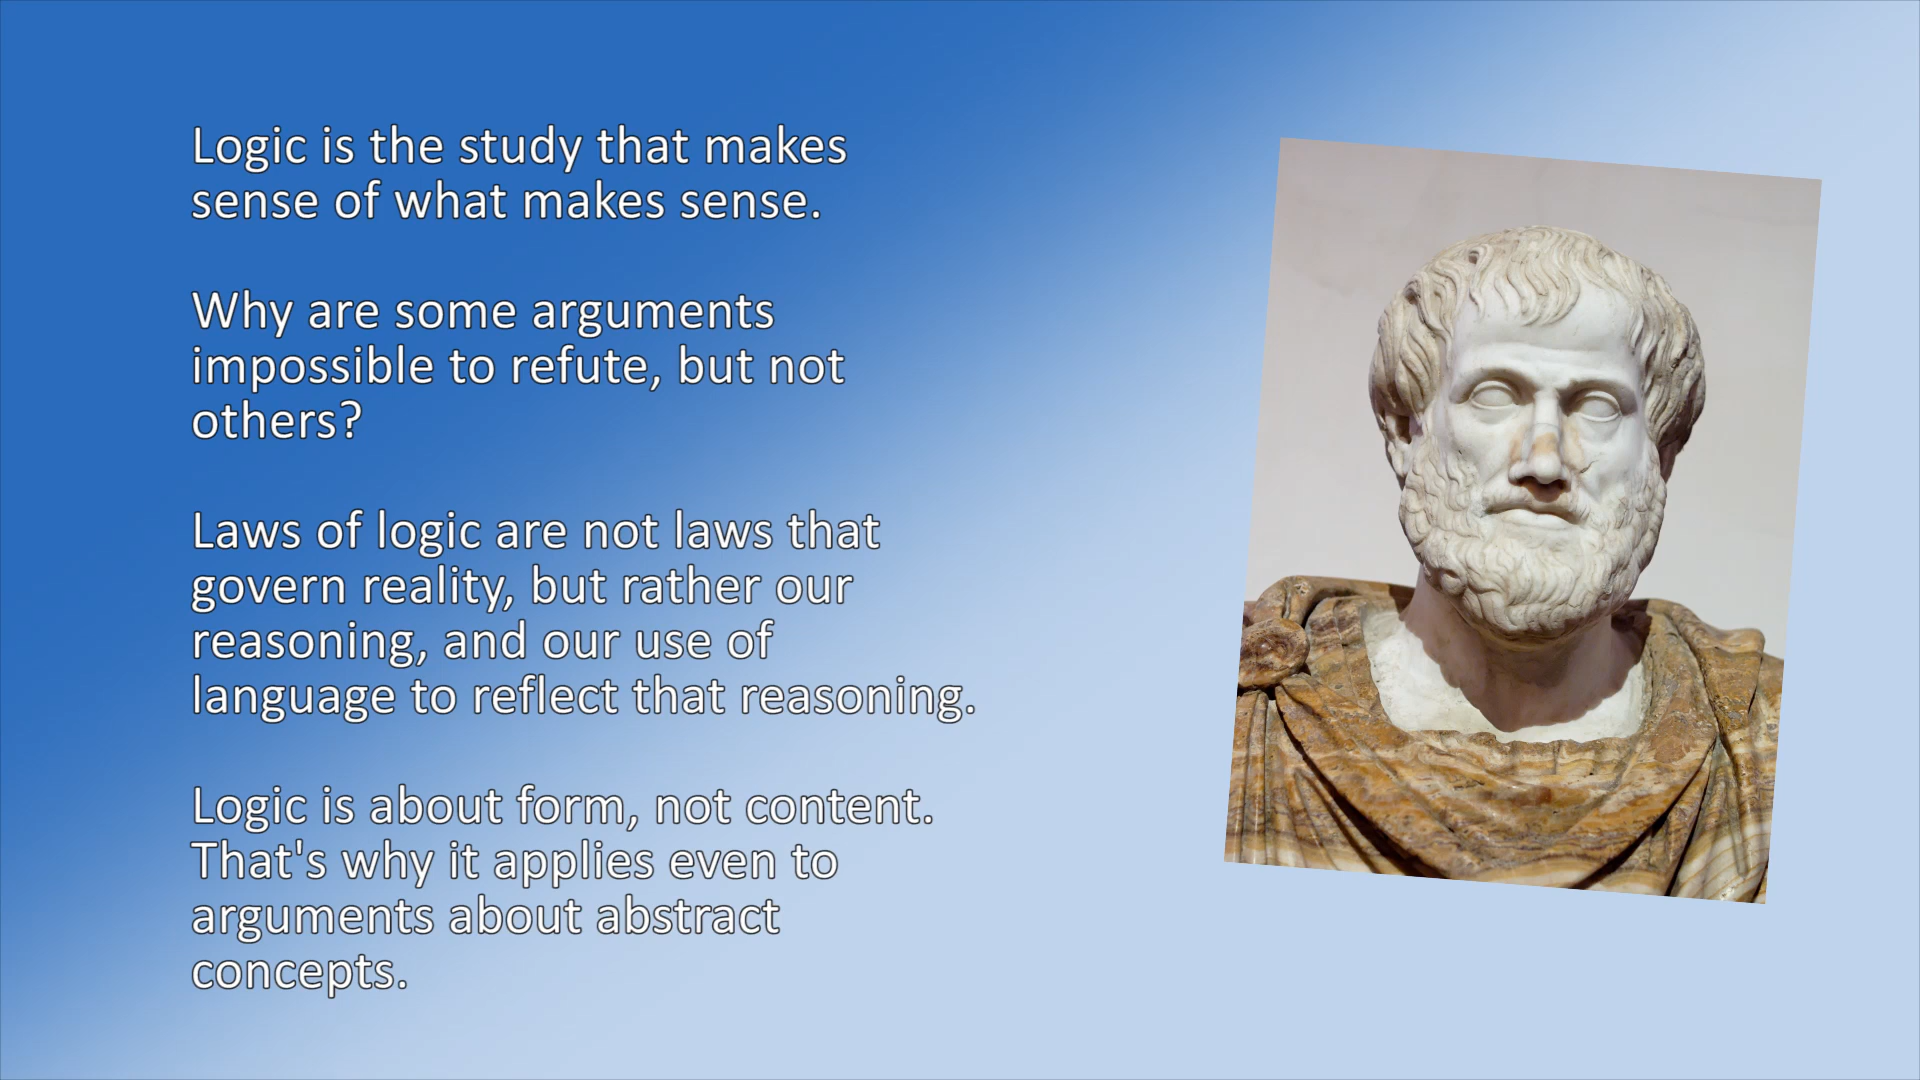 Logic is the study that makes
sense of what makes sense.
Why are some arguments
impossible to refute, but not
others?
Laws of logic are not laws that
govern reality, but rather our
reasoning, and our use of
language to reflect that reasoning.
Logic is about form, not content.
That's why it applies even to
arguments about abstract
concepts.